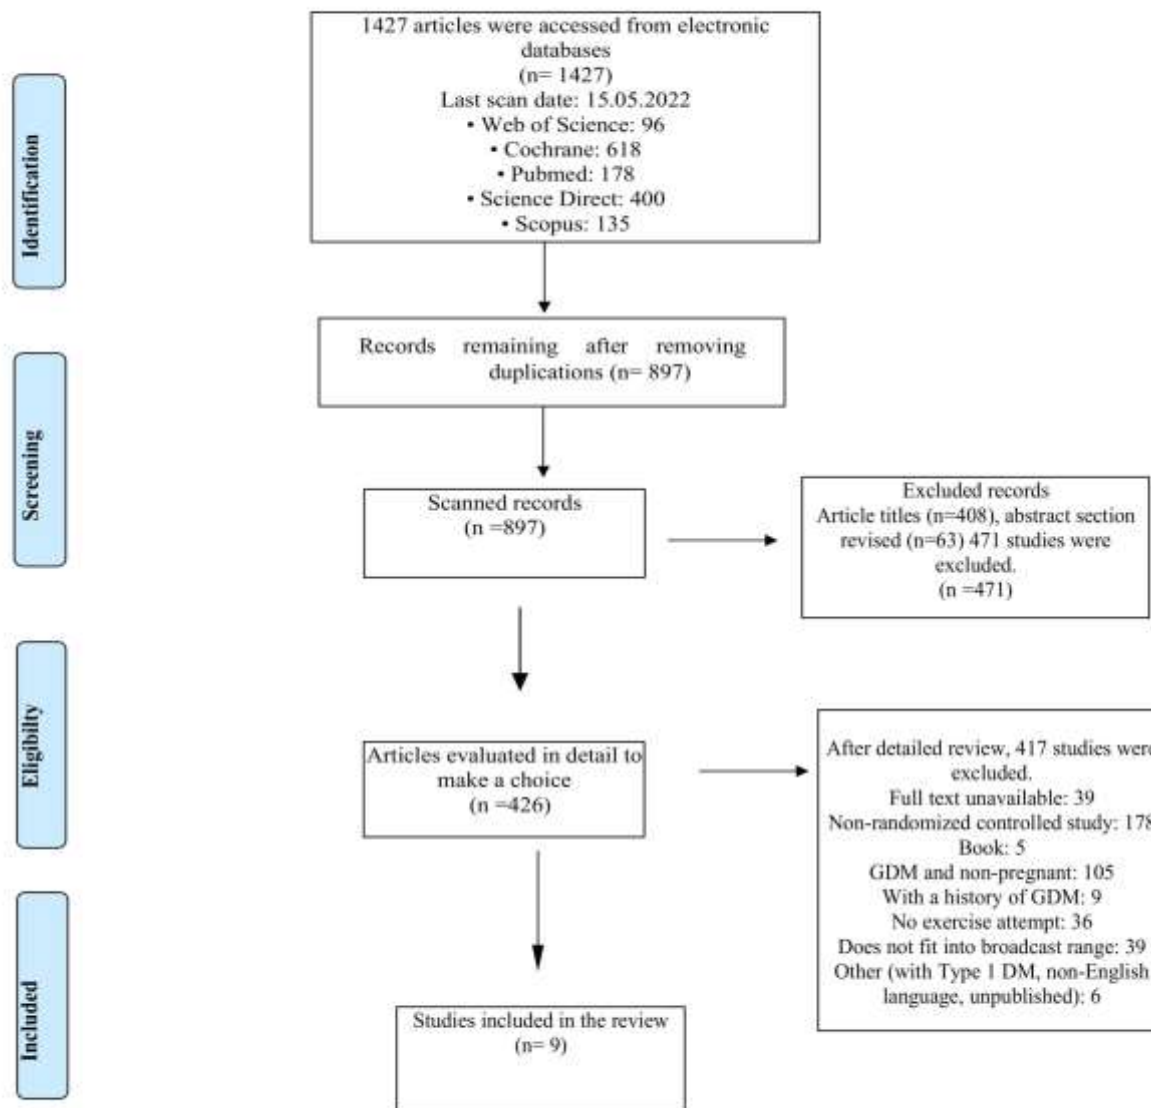 1427 articles were accessed from electronic
databases
(n= 1427)
Last scan date: 15.05.2022
• Web of Science: 96
• Cochrane: 618
• Pubmed: 178
• Science Direct: 400
• Scopus: 135
Identification
Records remaining after removing
duplications (n= 897)
Screening
Scanned records
(n =897)
Excluded records
Article titles (n=408), abstract section
revised (n=63) 471 studies were
excluded.
(n =471)
Eligibilty
Articles evaluated in detail to
make a choice
(n =426)
After detailed review, 417 studies were
excluded.
Full text unavailable: 39
Non-randomized controlled study: 178
Book: 5
GDM and non-pregnant: 105
With a history of GDM: 9
No exercise attempt: 36
Does not fit into broadcast range: 39
Other (with Type 1 DM, non-English
language, unpublished): 6
Included
Studies included in the review
(n= 9)